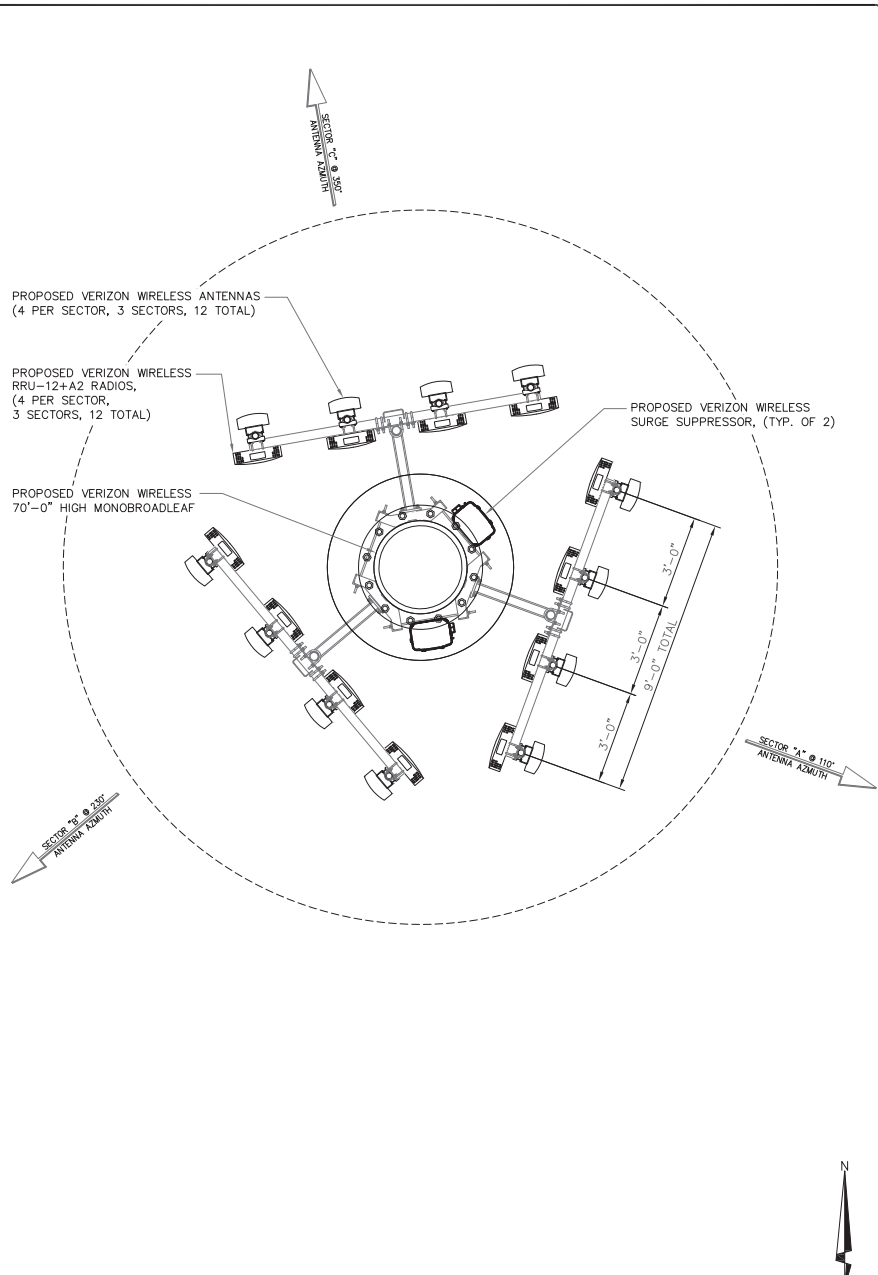 SECTOR "C" @ 350°
ANTENNA AZMUTH
PROPOSED VERIZON WIRELESS ANTENNAS
(4 PER SECTOR, 3 SECTORS, 12 TOTAL)
PROPOSED VERIZON WIRELESS
RRU-12+A2 RADIOS,
(4 PER SECTOR,
3 SECTORS, 12 TOTAL)
PROPOSED VERIZON WIRELESS
SURGE SUPPRESSOR, (TYP. OF 2)
PROPOSED VERIZON WIRELESS
70'-0" HIGH MONOBROADLEAF
3'-0"
3'-0"
9'-0" TOTAL
3'-0"
SECTOR "A" @ 110°
ANTENNA AZMUTH
SECTOR "B" @ 230°
ANTENNA AZMUTH
N